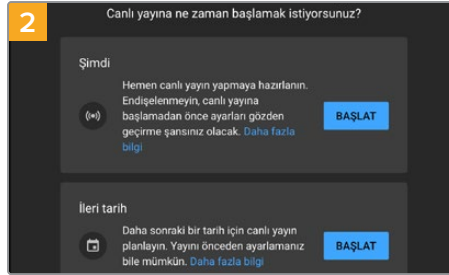 2
Canlı yayına ne zaman başlamak istiyorsunuz?
Şimdi
Hemen canlı yayın yapmaya hazırlanın.
Endişelenmeyin, canlı yayına
başlamadan önce ayarları gözden
geçirme şansınız olacak. Daha fazla
bilgi
BAŞLAT
İleri tarih
Daha sonraki bir tarih için canlı yayın
planlayın. Yayını önceden ayarlamanız
bile mümkün. Daha fazla bilgi
BAŞLAT